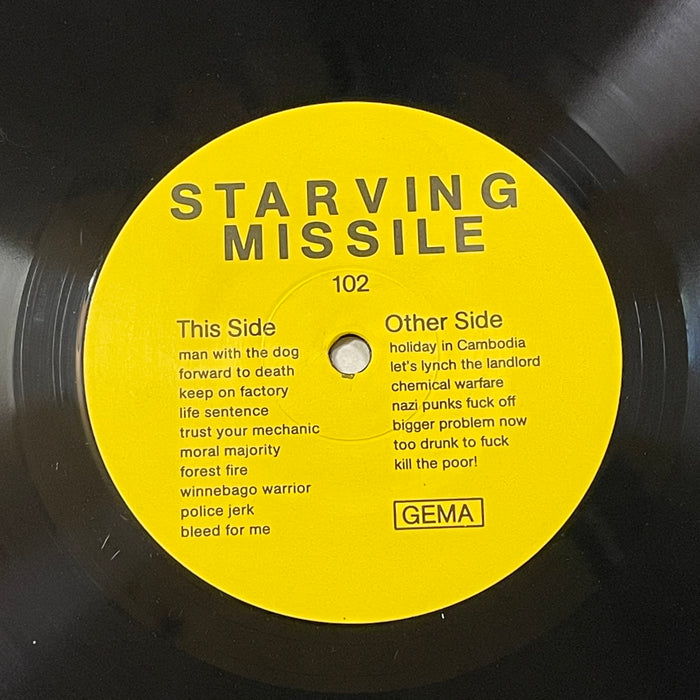 STARVING
MISSILE
102
This Side
man with the dog
forward to death
keep on factory
life sentence
trust your mechanic
moral majority
forest fire
winnebago warrior
police jerk
bleed for me
Other Side
holiday in Cambodia
let's lynch the landlord
chemical warfare
nazi punks fuck off
bigger problem now
too drunk to fuck
kill the poor!
GEMA